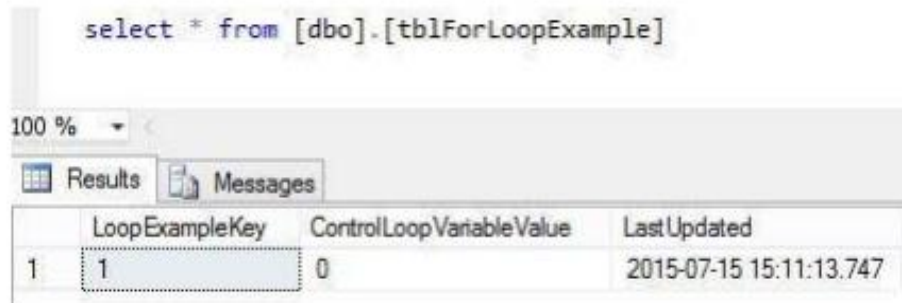 select * from [dbo].[tblForLoopExample]
100 %
Results Messages
LoopExampleKey ControlLoopVariableValue LastUpdated
1 1 0 2015-07-15 15:11:13.747